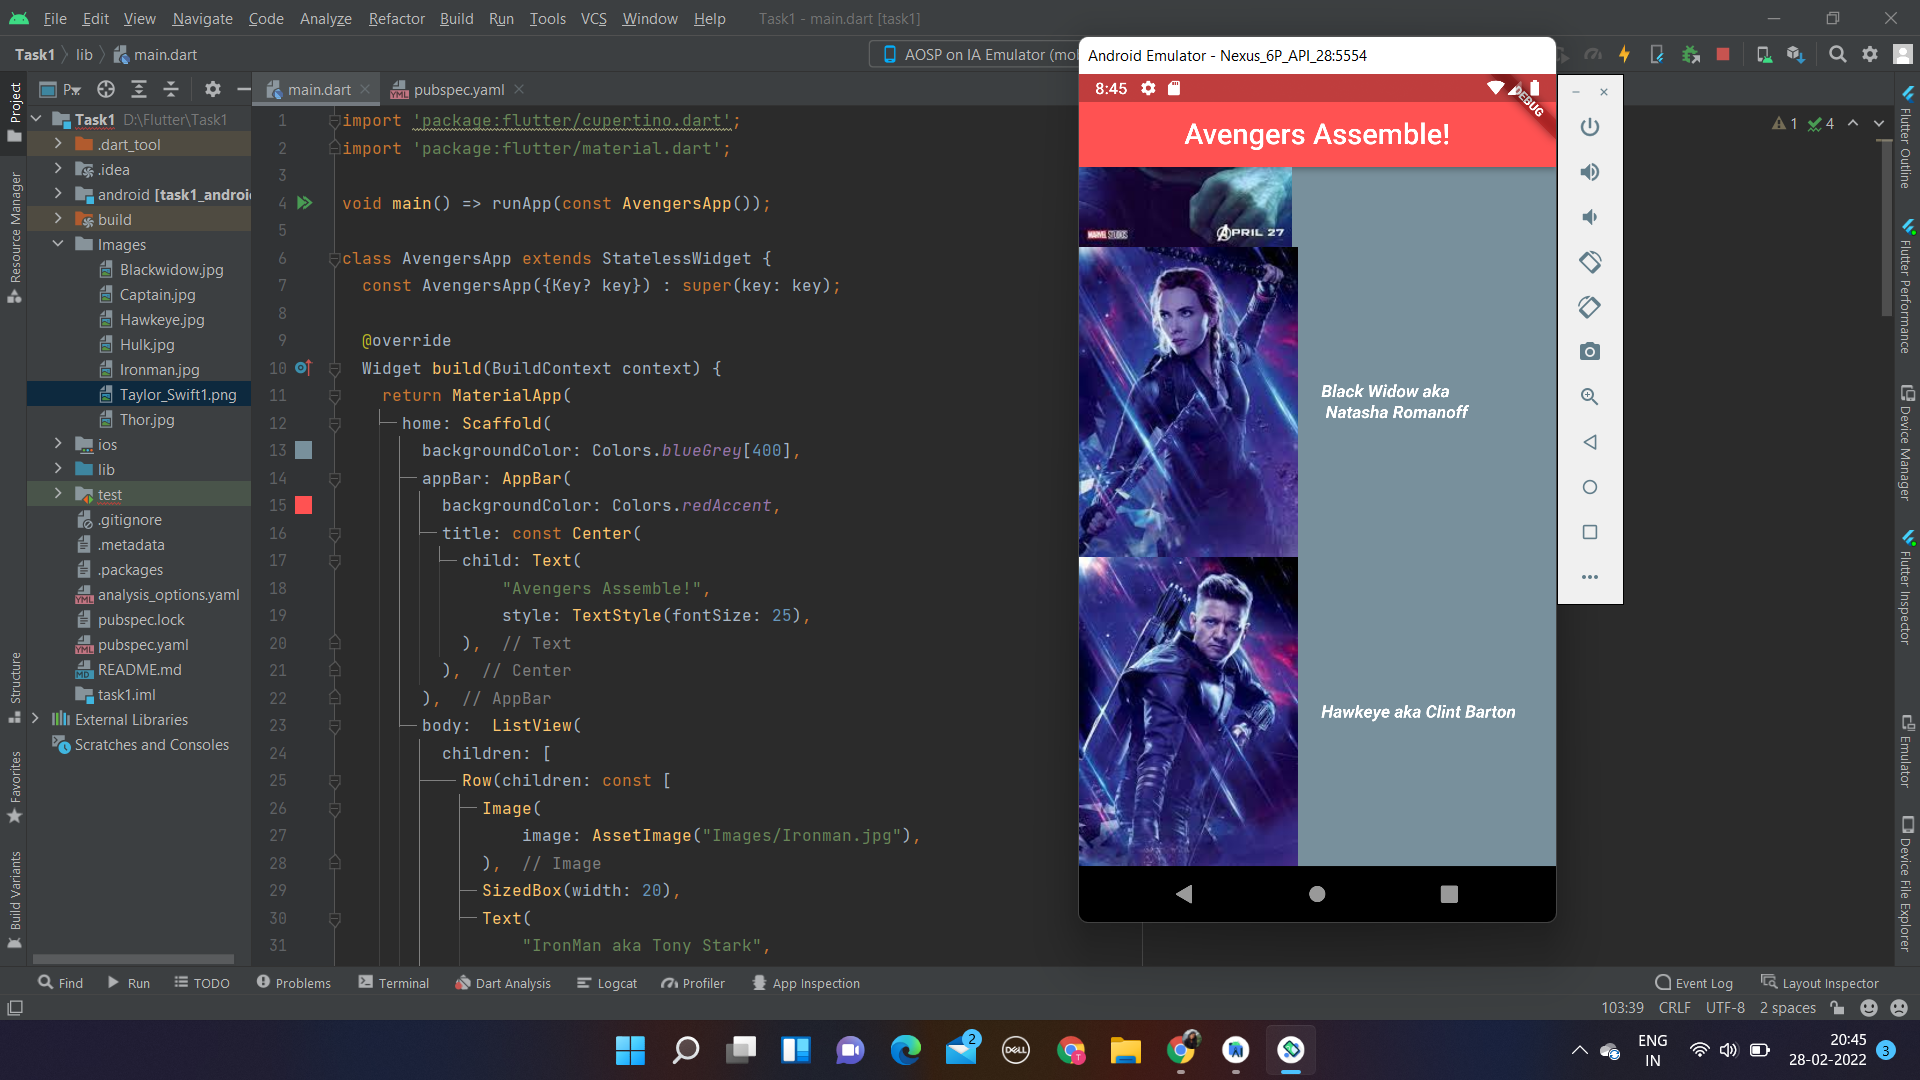 File Edit View Navigate Code Analyze Refactor Build Run Tools VCS Window Help Task1 - main.dart [task1]
Task1 lib main.dart
AOSP on IA Emulator (mol
Project
Resource Manager
Structure
Favorites
Build Variants
P
Task1 D:\Flutter\Task1
.dart_tool
.idea
android [task1_androi
build
Images
Blackwidow.jpg
Captain.jpg
Hawkeye.jpg
Hulk.jpg
Ironman.jpg
Taylor_Swift1.png
Thor.jpg
ios
lib
test
.gitignore
.metadata
.packages
analysis_options.yaml
pubspec.lock
pubspec.yaml
README.md
task1.iml
External Libraries
Scratches and Consoles
main.dart
pubspec.yaml
1 import 'package:flutter/cupertino.dart';
2 import 'package:flutter/material.dart';
3
4 void main() => runApp(const AvengersApp());
5
6 class AvengersApp extends StatelessWidget {
7 const AvengersApp({Key? key}) : super(key: key);
8
9 @override
10 Widget build(BuildContext context) {
11 return MaterialApp(
12 home: Scaffold(
13 backgroundColor: Colors.blueGrey[400],
14 appBar: AppBar(
15 backgroundColor: Colors.redAccent,
16 title: const Center(
17 child: Text(
18 "Avengers Assemble!",
19 style: TextStyle(fontSize: 25),
20 ), // Text
21 ), // Center
22 ), // AppBar
23 body: ListView(
24 children: [
25 Row(children: const [
26 Image(
27 image: AssetImage("Images/Ironman.jpg"),
28 ), // Image
29 SizedBox(width: 20),
30 Text(
31 "IronMan aka Tony Stark",
1 4
Android Emulator - Nexus_6P_API_28:5554
8:45
DEBUG
Avengers Assemble!
MARVEL STUDIOS
APRIL 27
Black Widow aka
Natasha Romanoff
Hawkeye aka Clint Barton
Flutter Outline
Flutter Performance
Device Manager
Flutter Inspector
Emulator
Device File Explorer
Find Run TODO Problems Terminal Dart Analysis Logcat Profiler App Inspection Event Log Layout Inspector
103:39 CRLF UTF-8 2 spaces
2
DELL
T
ENG
IN
20:45
28-02-2022
3